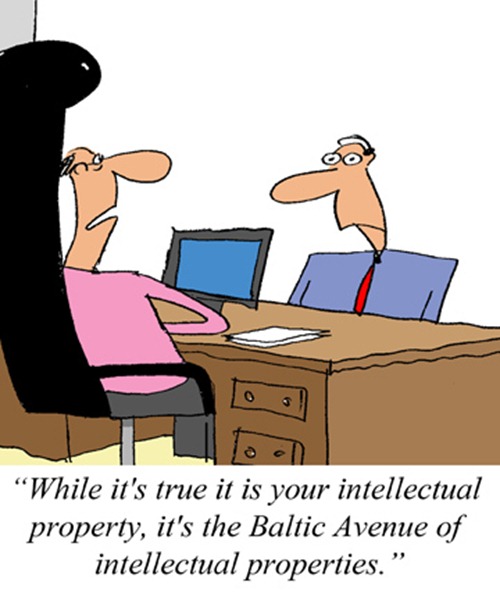 “While it's true it is your intellectual
property, it's the Baltic Avenue of
intellectual properties.”